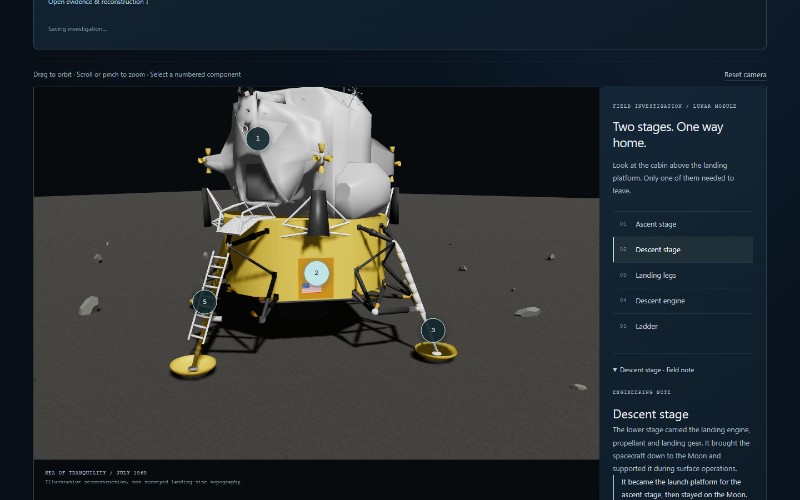 Open evidence & reconstruction ↕
Saving investigation…
Drag to orbit · Scroll or pinch to zoom · Select a numbered component
Reset camera
1
2
5
3
SEA OF TRANQUILITY / JULY 1969
Illustrative reconstruction, not surveyed landing-site topography
FIELD INVESTIGATION / LUNAR MODULE
Two stages. One way
home.
Look at the cabin above the landing
platform. Only one of them needed to
leave.
01 Ascent stage
02 Descent stage
03 Landing legs
04 Descent engine
05 Ladder
▼ Descent stage · field note
ENGINEERING NOTE
Descent stage
The lower stage carried the landing engine,
propellant and landing gear. It brought the
spacecraft down to the Moon and
supported it during surface operations.
It became the launch platform for the
ascent stage, then stayed on the Moon.